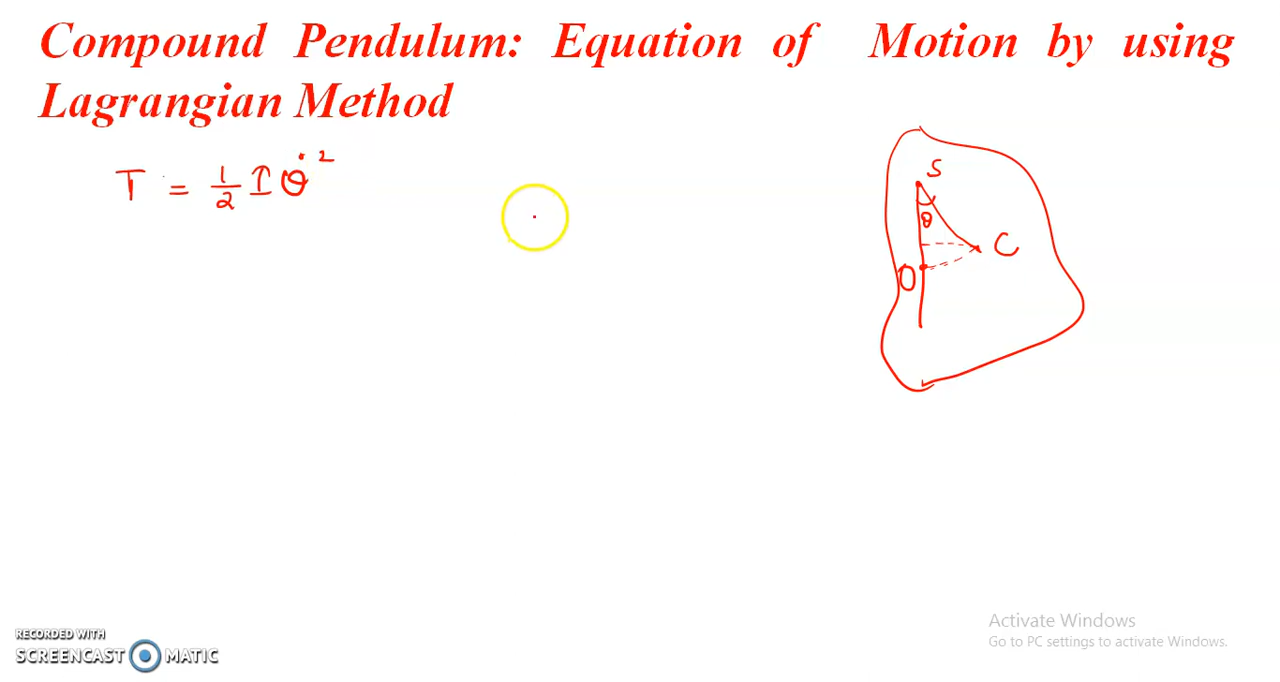 Compound Pendulum: Equation of Motion by using
Lagrangian Method
T = 1/2 I θ̇²
S
θ
C
O
Activate Windows
Go to PC settings to activate Windows.
RECORDED WITH
SCREENCAST MATIC